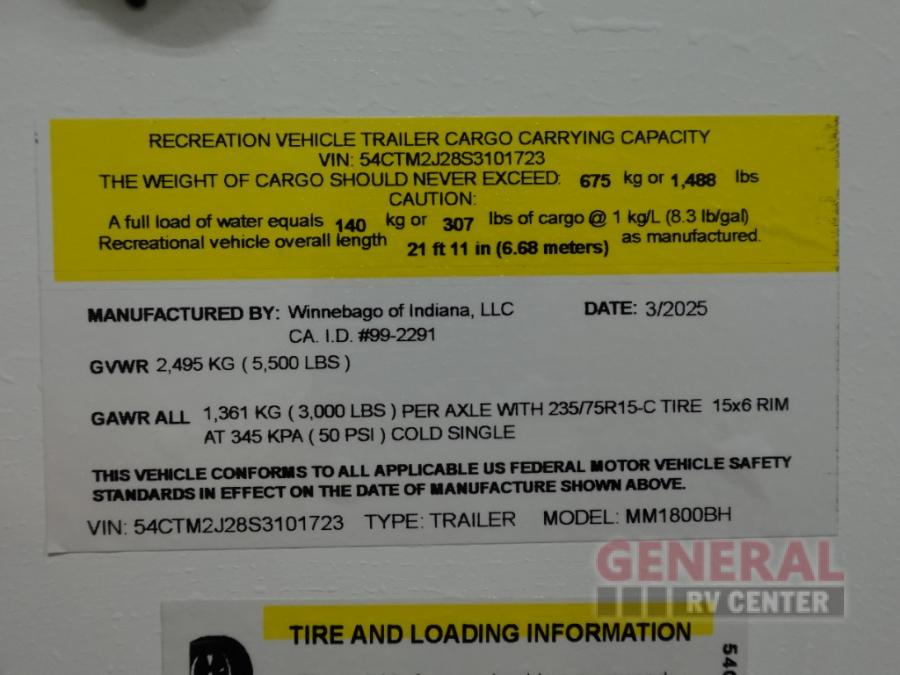 RECREATION VEHICLE TRAILER CARGO CARRYING CAPACITY
VIN: 54CTM2J28S3101723
THE WEIGHT OF CARGO SHOULD NEVER EXCEED: 675 kg or 1,488 lbs
CAUTION:
A full load of water equals 140 kg or 307 lbs of cargo @ 1 kg/L (8.3 lb/gal)
Recreational vehicle overall length 21 ft 11 in (6.68 meters) as manufactured.
MANUFACTURED BY: Winnebago of Indiana, LLC DATE: 3/2025
CA. I.D. #99-2291
GVWR 2,495 KG ( 5,500 LBS )
GAWR ALL 1,361 KG ( 3,000 LBS ) PER AXLE WITH 235/75R15-C TIRE 15x6 RIM
AT 345 KPA ( 50 PSI ) COLD SINGLE
THIS VEHICLE CONFORMS TO ALL APPLICABLE US FEDERAL MOTOR VEHICLE SAFETY
STANDARDS IN EFFECT ON THE DATE OF MANUFACTURE SHOWN ABOVE.
VIN: 54CTM2J28S3101723 TYPE: TRAILER MODEL: MM1800BH
GENERAL
RV CENTER
TIRE AND LOADING INFORMATION